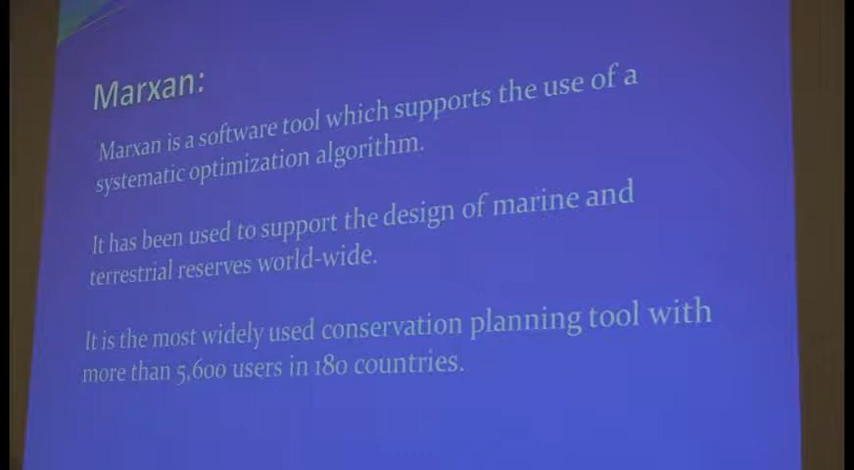 Marxan:
Marxan is a software tool which supports the use of a
systematic optimization algorithm.
It has been used to support the design of marine and
terrestrial reserves world-wide.
It is the most widely used conservation planning tool with
more than 5,600 users in 180 countries.